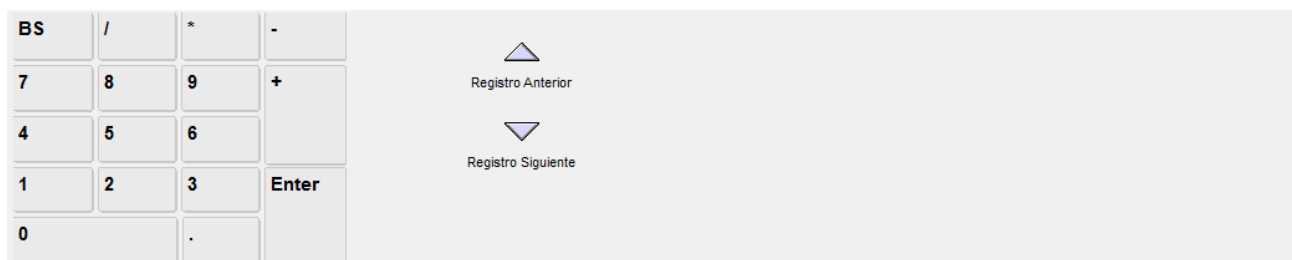 BS / * -
7 8 9 +
4 5 6
1 2 3 Enter
0 .
Registro Anterior
Registro Siguiente